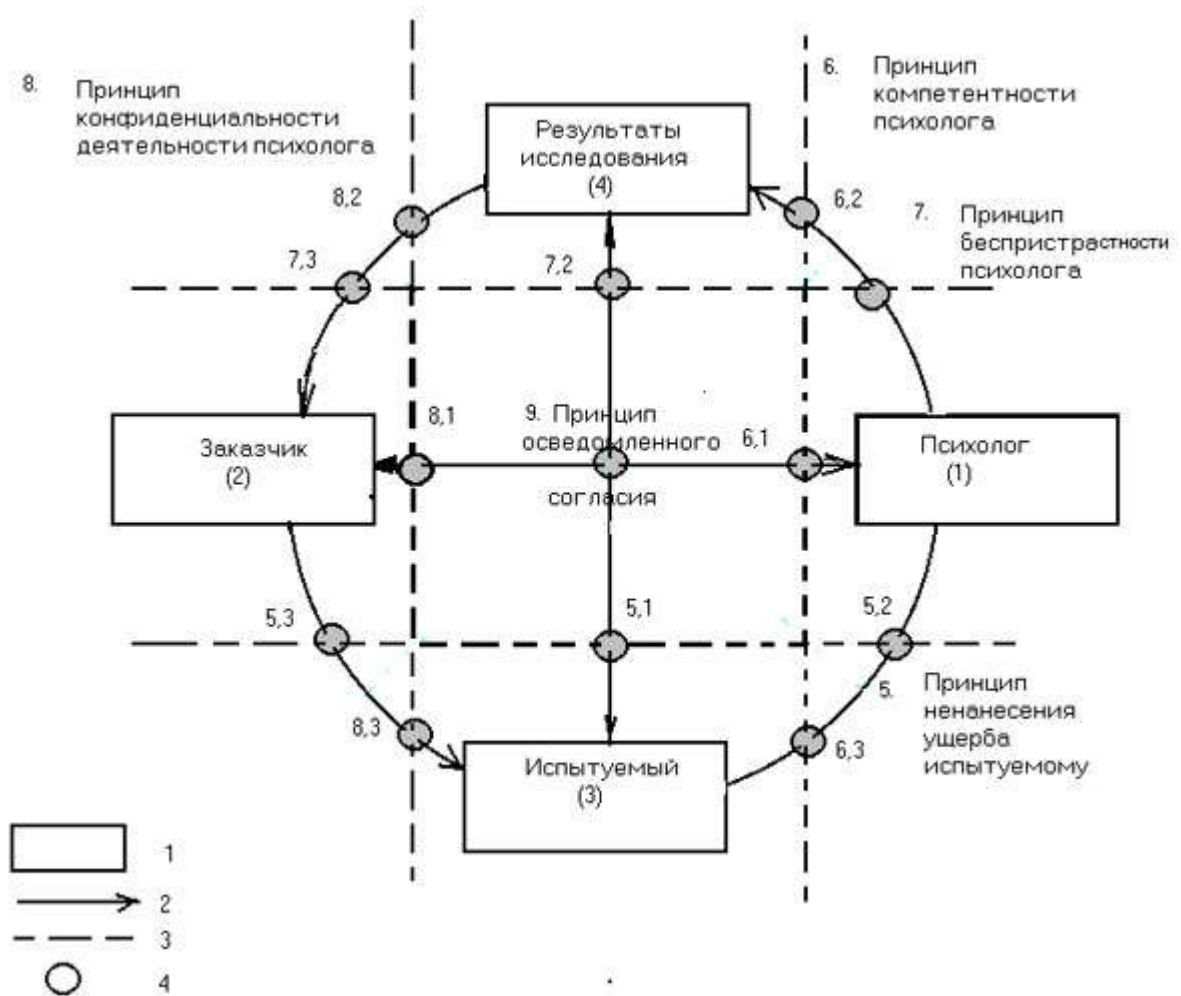 8. Принцип
конфиденциальности
деятельности психолога
6. Принцип
компетентности
психолога
Результаты
исследования
(4)
8,2
6,2
7. Принцип
беспристрастности
психолога
7,3
7,2
8,1
9. Принцип
осведомленного
согласия
6,1
Заказчик
(2)
Психолог
(1)
5,3
5,1
5,2
5. Принцип
ненанесения
ущерба
испытуемому
8,3
6,3
Испытуемый
(3)
1
2
3
4